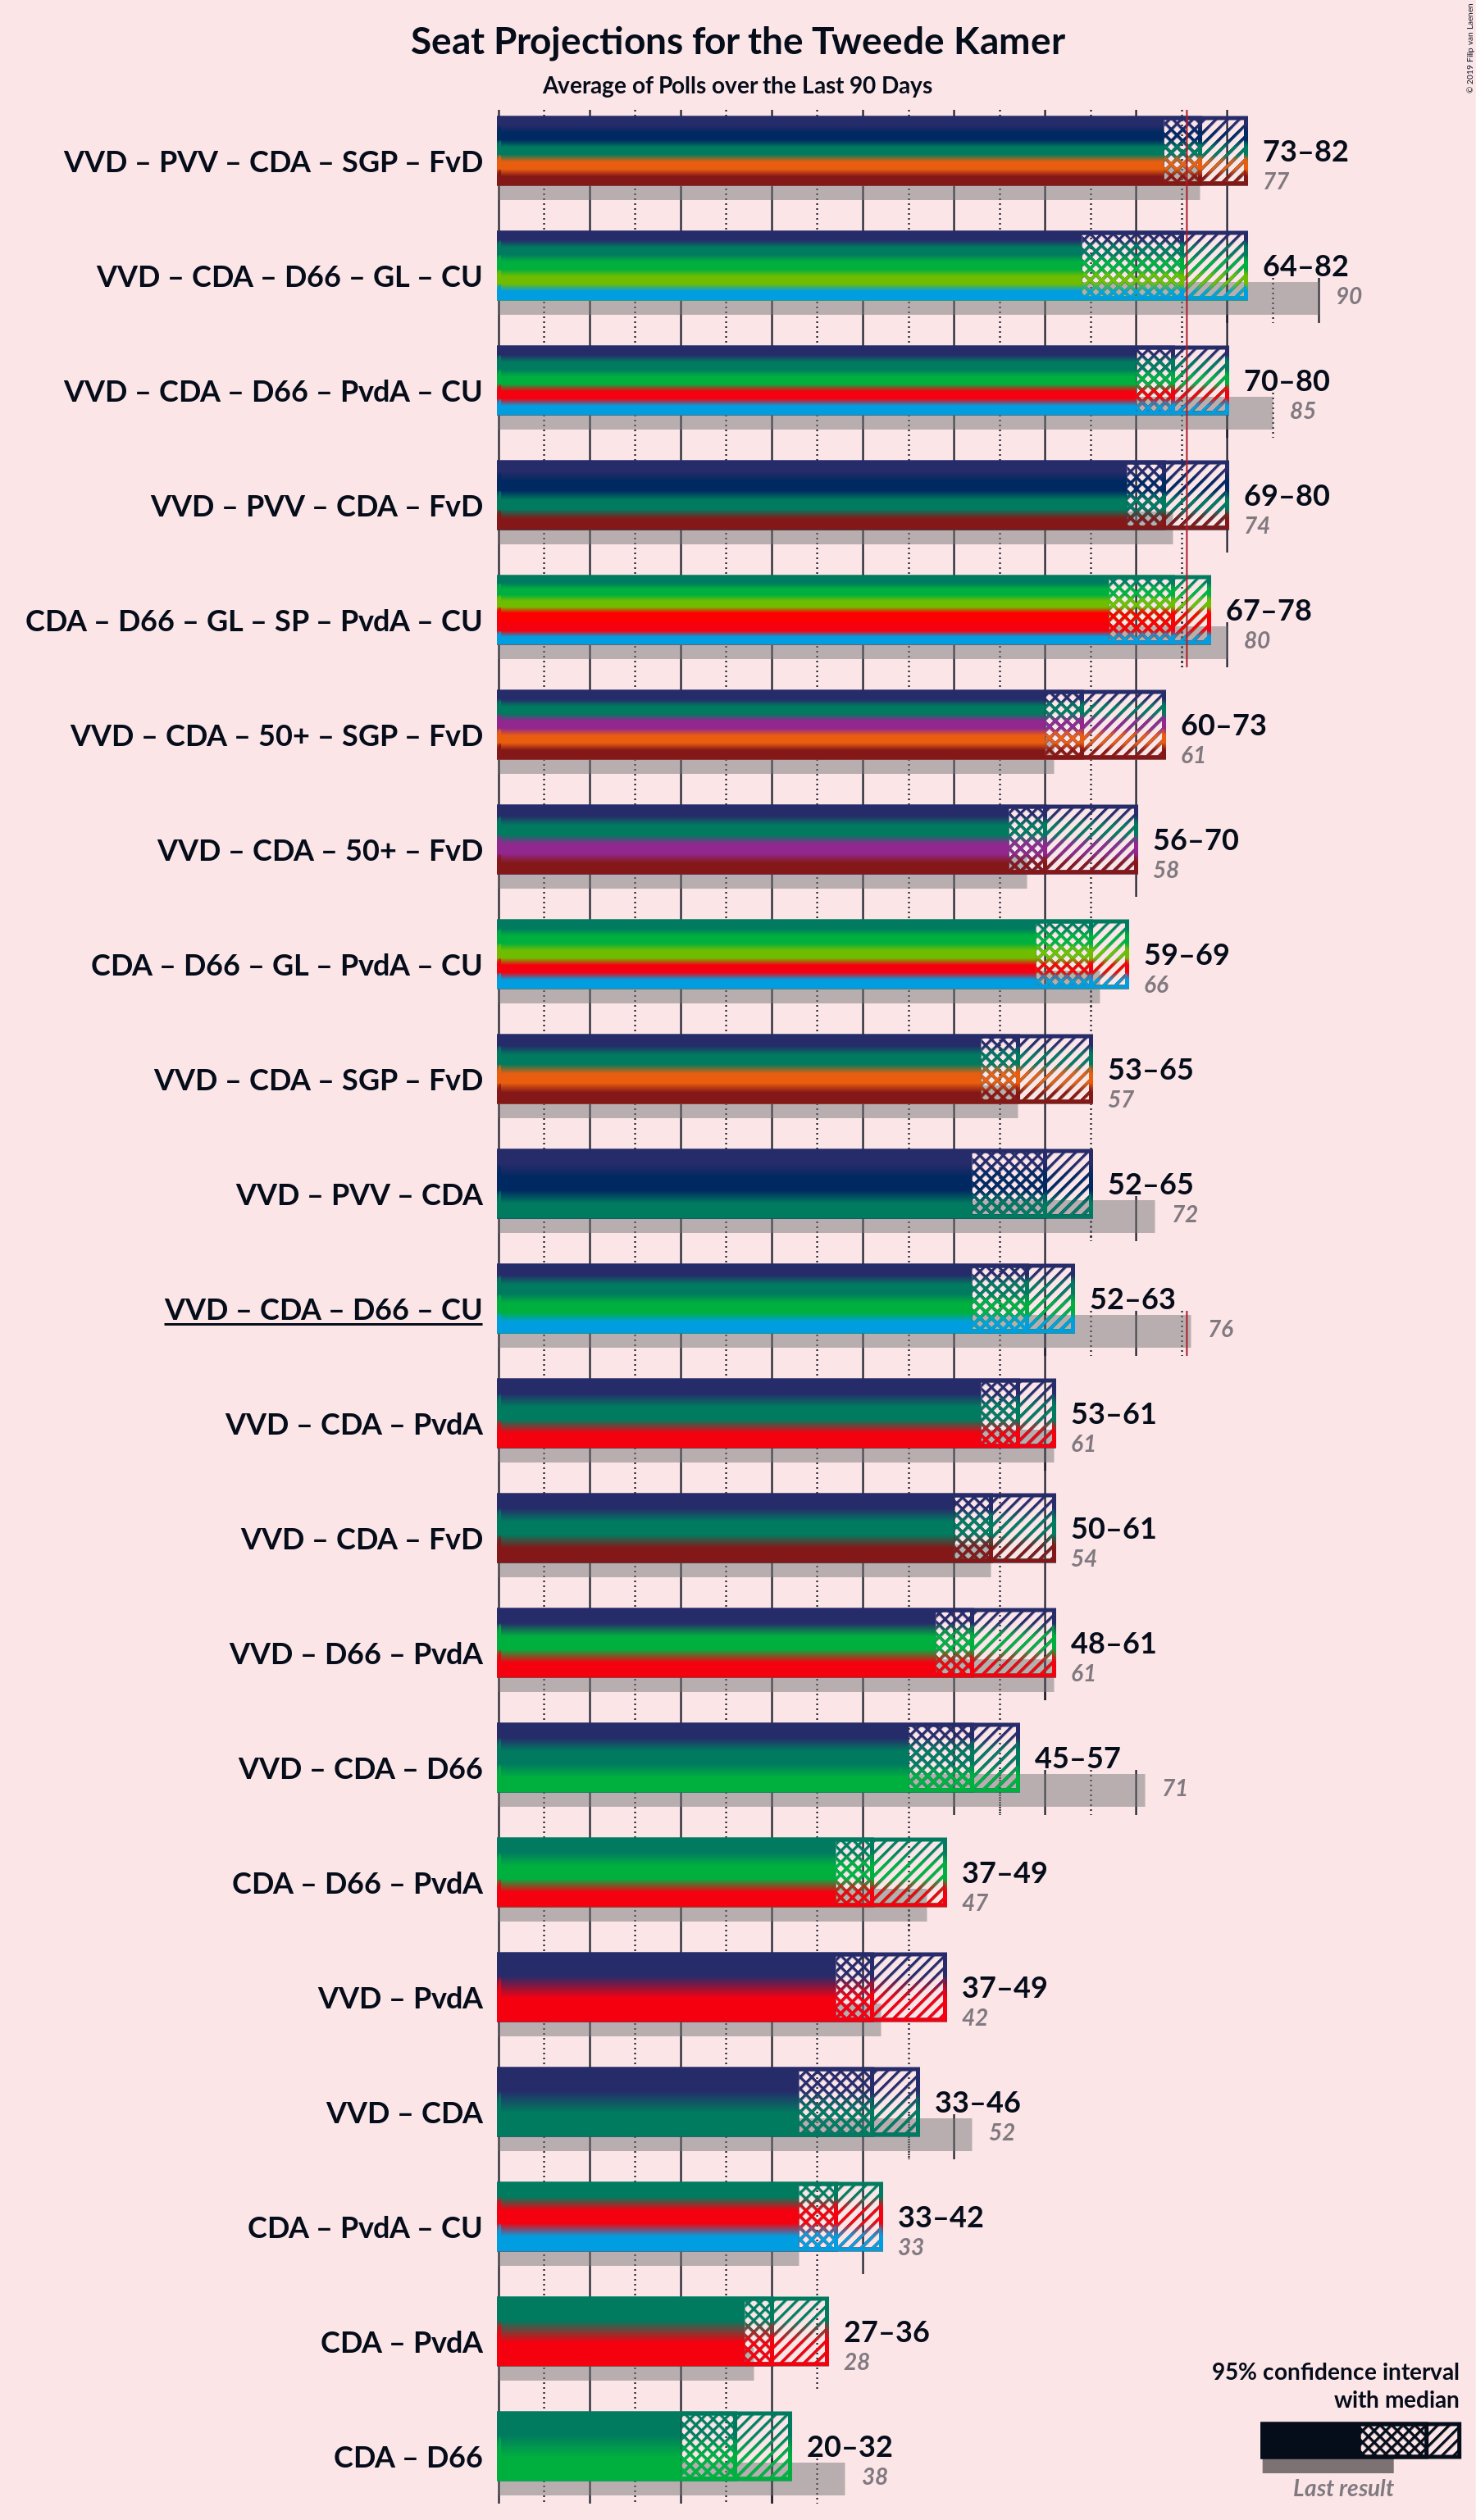 Seat Projections for the Tweede Kamer
Average of Polls over the Last 90 Days
© 2019 Filip van Laenen
VVD – PVV – CDA – SGP – FvD
73–82
77
VVD – CDA – D66 – GL – CU
64–82
90
VVD – CDA – D66 – PvdA – CU
70–80
85
VVD – PVV – CDA – FvD
69–80
74
CDA – D66 – GL – SP – PvdA – CU
67–78
80
VVD – CDA – 50+ – SGP – FvD
60–73
61
VVD – CDA – 50+ – FvD
56–70
58
CDA – D66 – GL – PvdA – CU
59–69
66
VVD – CDA – SGP – FvD
53–65
57
VVD – PVV – CDA
52–65
72
VVD – CDA – D66 – CU
52–63
76
VVD – CDA – PvdA
53–61
61
VVD – CDA – FvD
50–61
54
VVD – D66 – PvdA
48–61
61
VVD – CDA – D66
45–57
71
CDA – D66 – PvdA
37–49
47
VVD – PvdA
37–49
42
VVD – CDA
33–46
52
CDA – PvdA – CU
33–42
33
CDA – PvdA
27–36
28
CDA – D66
20–32
38
95% confidence interval
with median
Last result